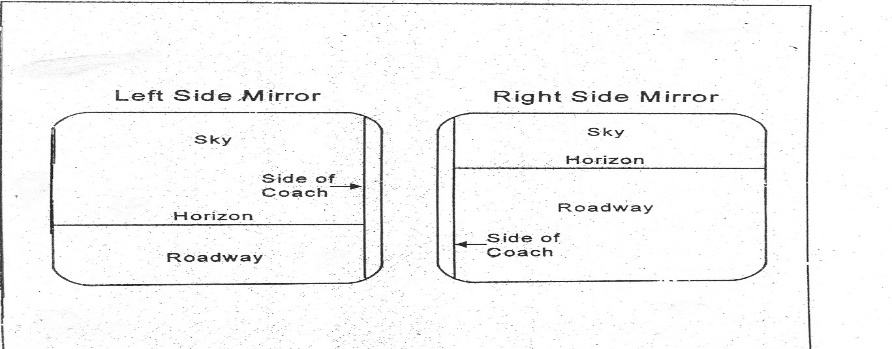 Left Side Mirror
Sky
Side of
Coach
Horizon
Roadway
Right Side Mirror
Sky
Horizon
Roadway
Side of
Coach